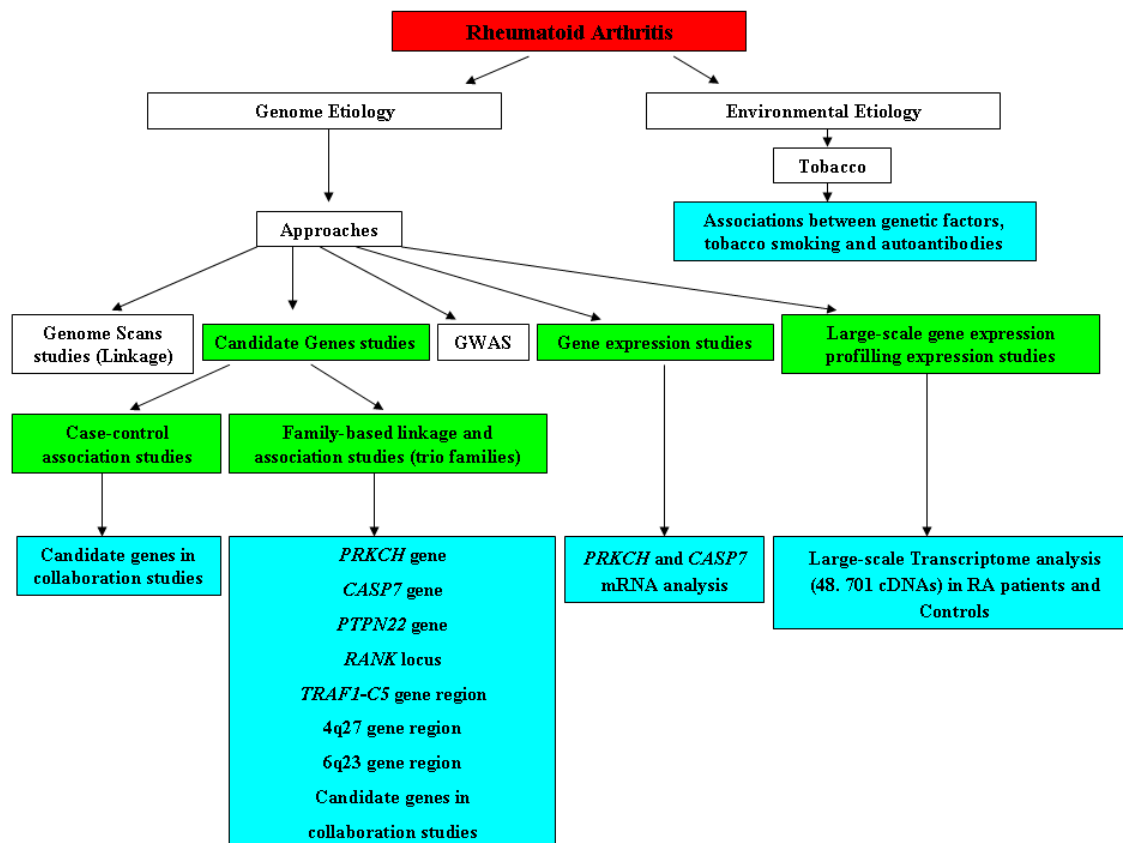 Rheumatoid Arthritis
Genome Etiology
Environmental Etiology
Tobacco
Associations between genetic factors,
tobacco smoking and autoantibodies
Approaches
Genome Scans
studies (Linkage)
Candidate Genes studies
GWAS
Gene expression studies
Large-scale gene expression
profilling expression studies
Case-control
association studies
Family-based linkage and
association studies (trio families)
Candidate genes in
collaboration studies
PRKCH gene
CASP7 gene
PTPN22 gene
RANK locus
TRAF1-C5 gene region
4q27 gene region
6q23 gene region
Candidate genes in
collaboration studies
PRKCH and CASP7
mRNA analysis
Large-scale Transcriptome analysis
(48. 701 cDNAs) in RA patients and
Controls